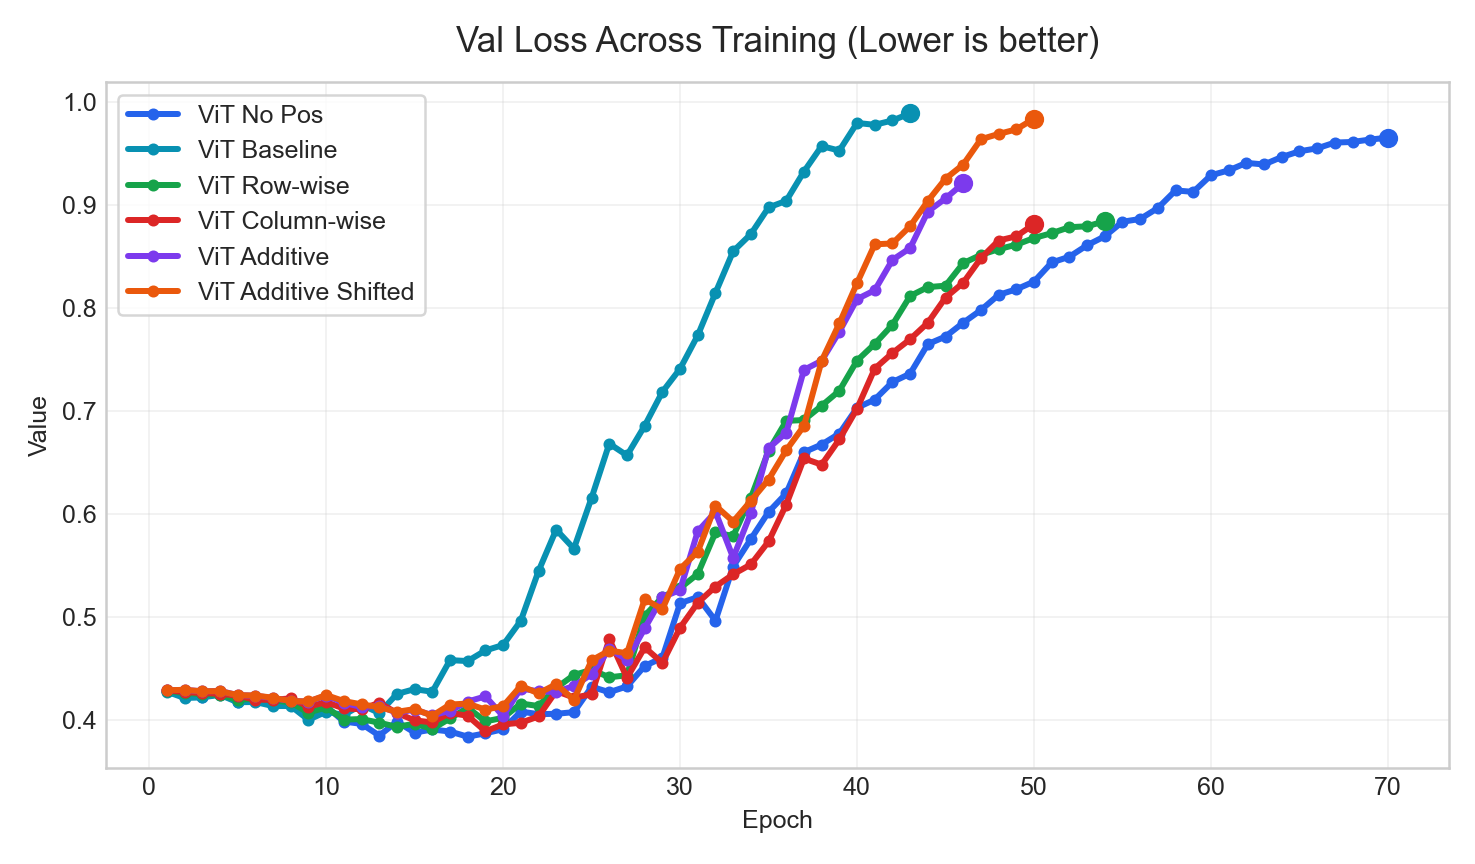 Val Loss Across Training (Lower is better)
ViT No Pos
ViT Baseline
ViT Row-wise
ViT Column-wise
ViT Additive
ViT Additive Shifted
1.0
0.9
0.8
0.7
0.6
0.5
0.4
Value
0 10 20 30 40 50 60 70
Epoch